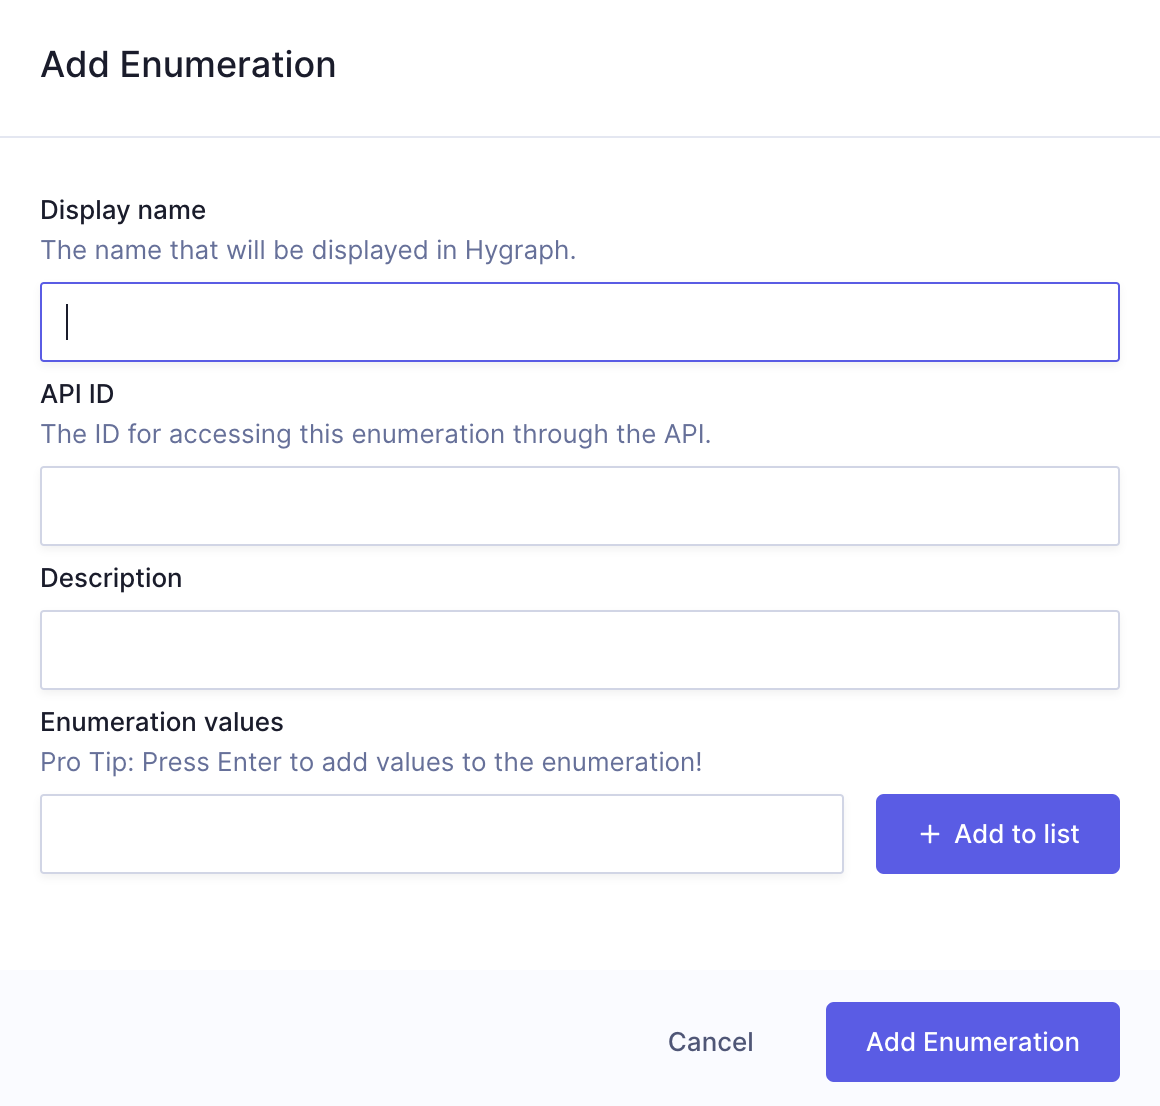 Add Enumeration
Display name
The name that will be displayed in Hygraph.
API ID
The ID for accessing this enumeration through the API.
Description
Enumeration values
Pro Tip: Press Enter to add values to the enumeration!
+ Add to list
Cancel
Add Enumeration